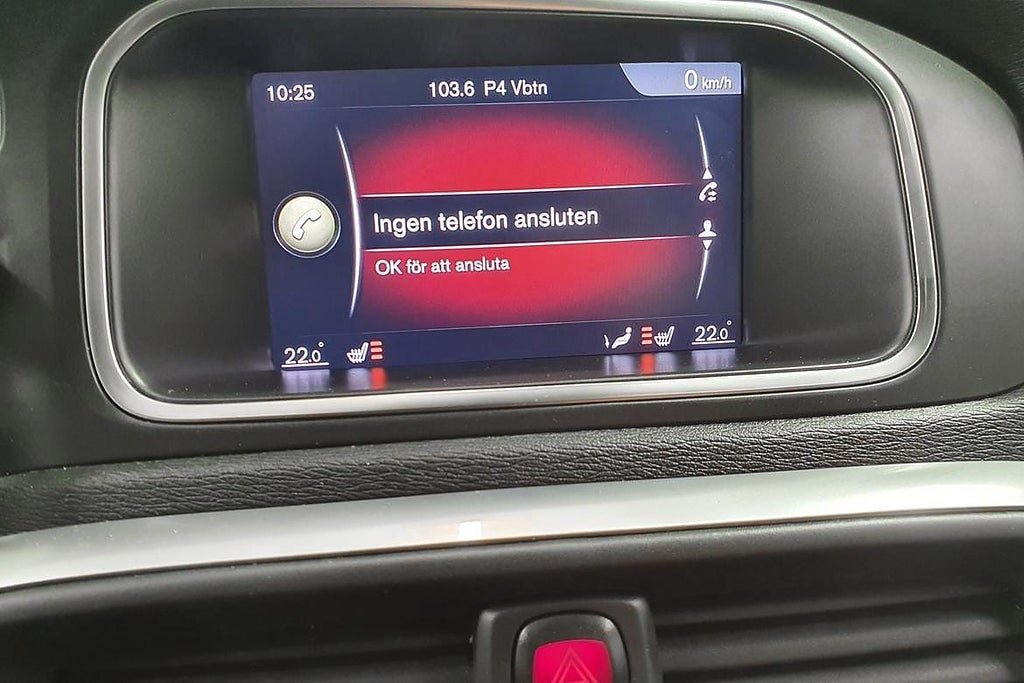 10:25 103.6 P4 Vbtn 0 km/h
Ingen telefon ansluten
OK för att ansluta
22.0° 22.0°